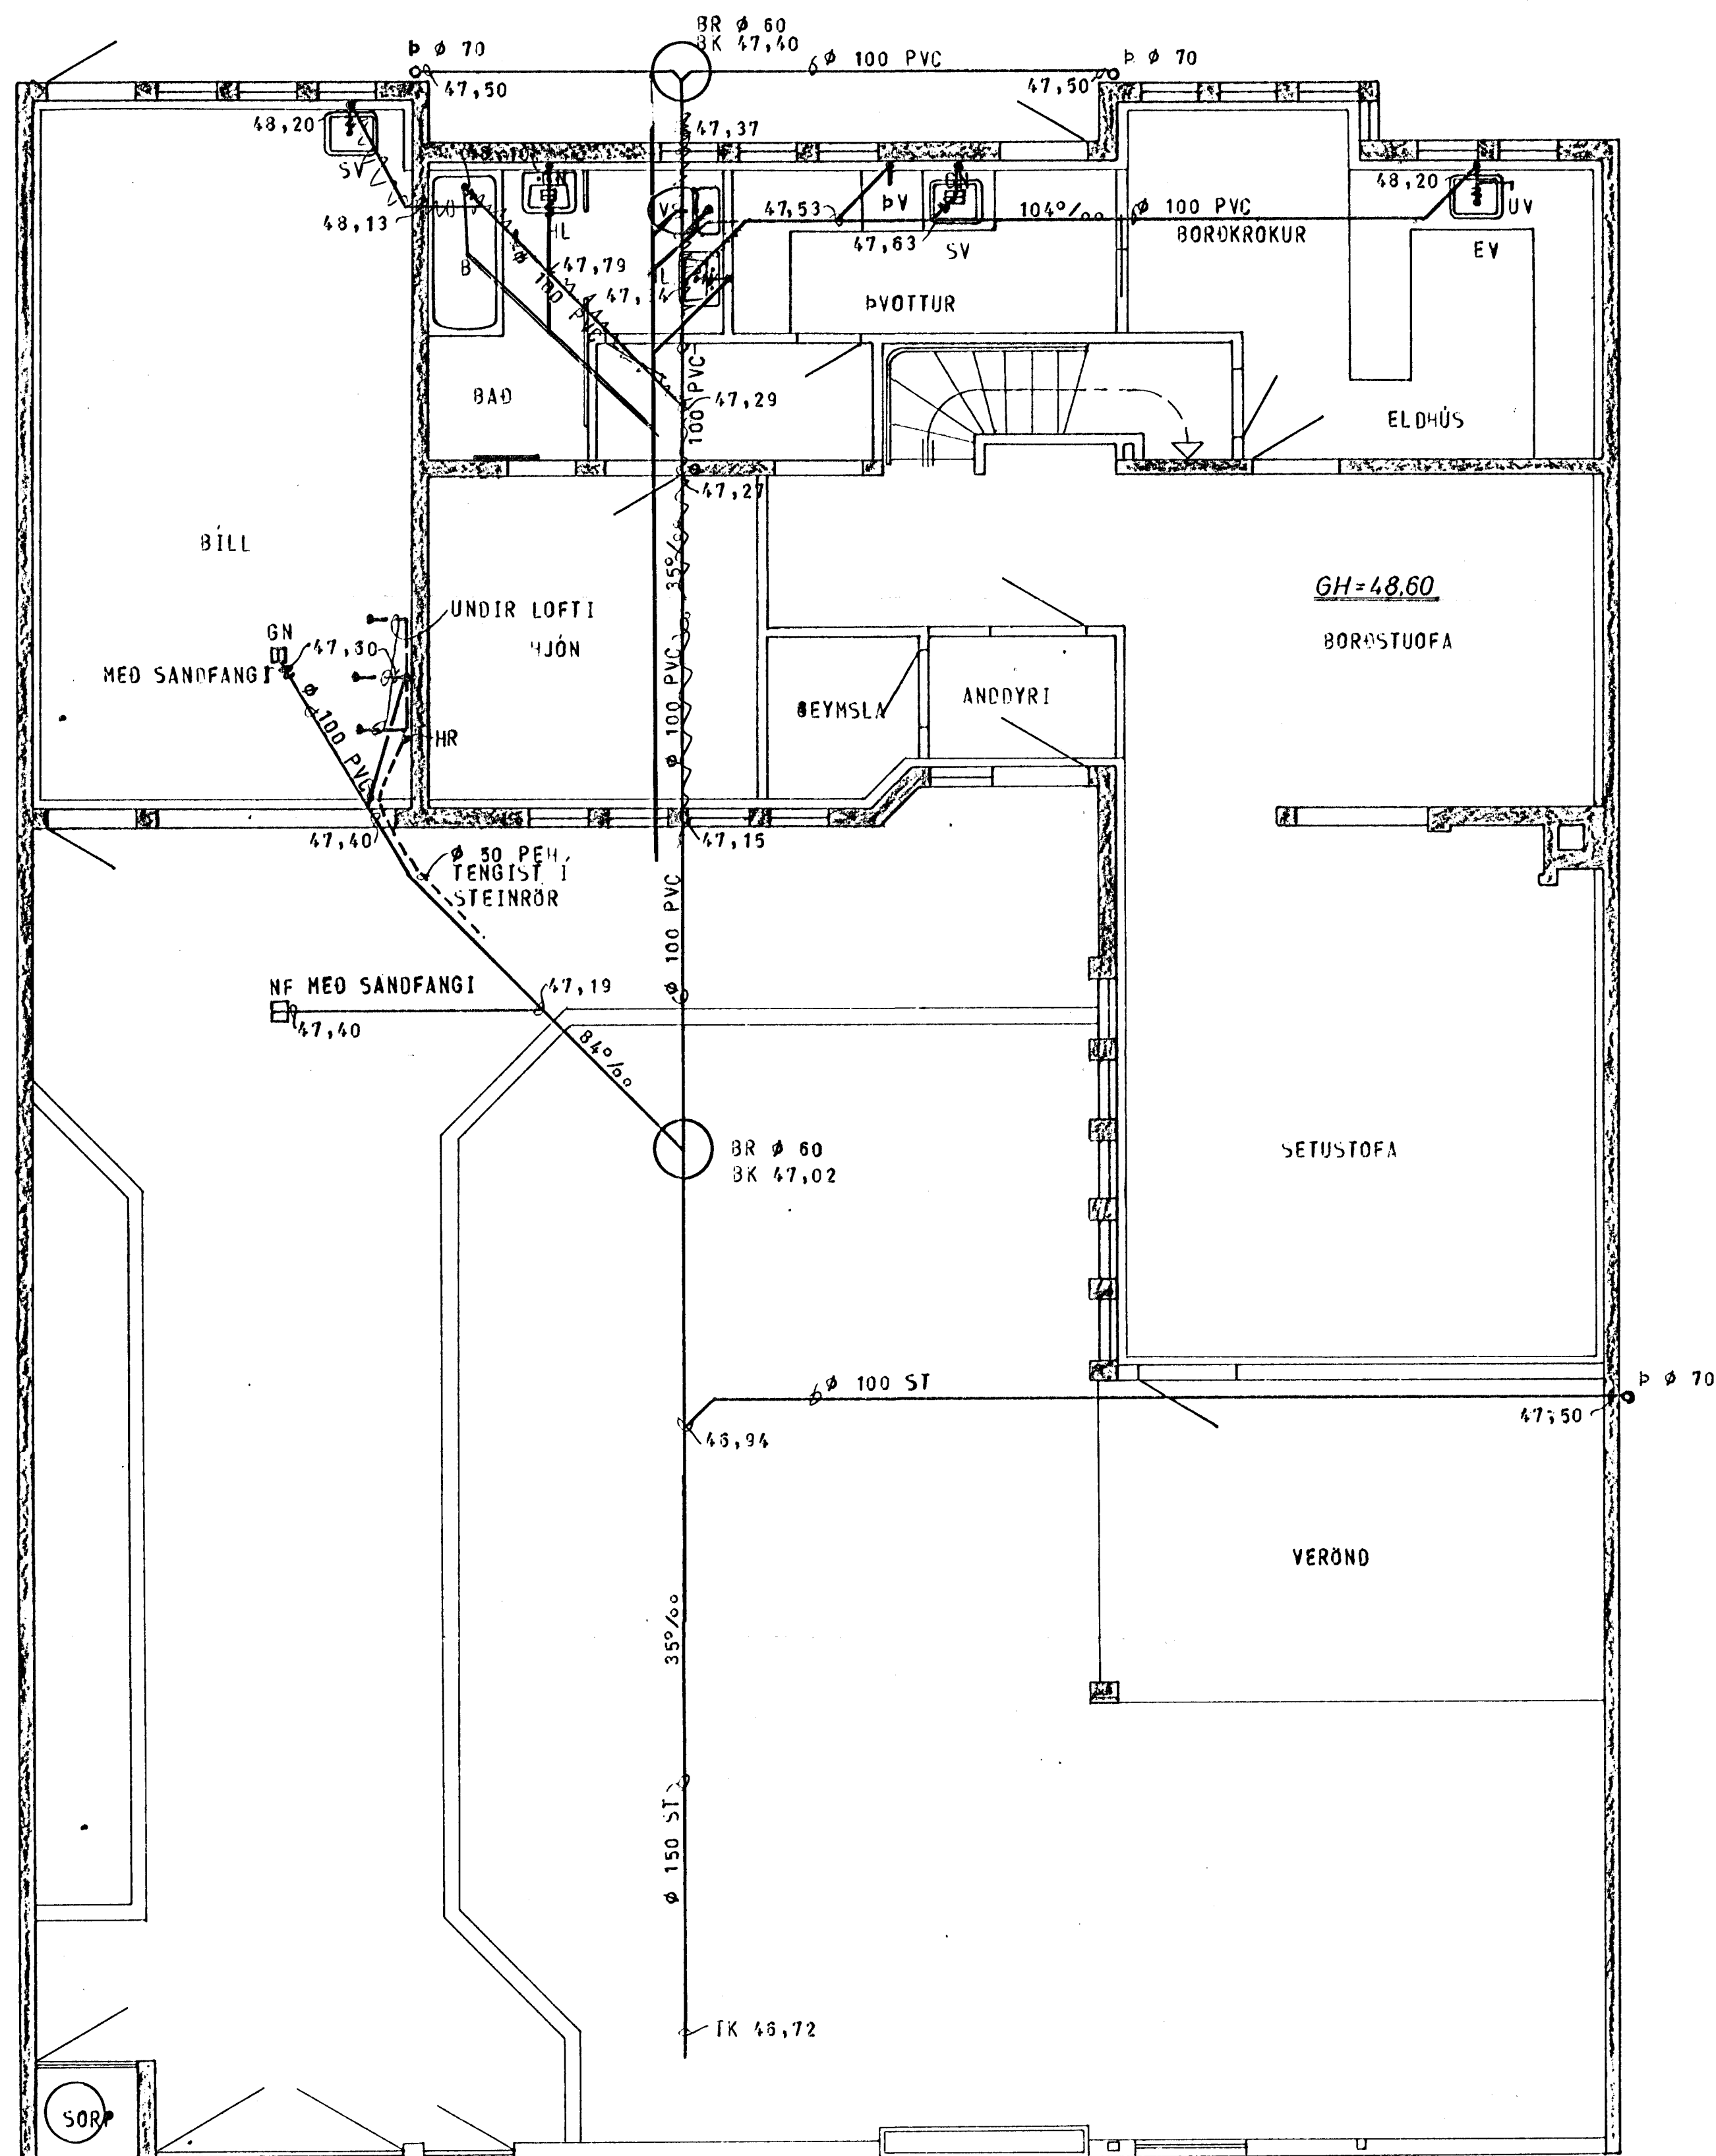 BR ø 60
BK 47,40
Þ ø 70
47,50
ø 100 PVC
Þ ø 70
47,50
48,20
SV
47,37
48,13
B
HL
47,79
ø 100 PVC
47,53
ÞV
47,63
SV
104‰
ø 100 PVC
BORÐKRÓKUR
48,20
UV
EV
ÞVOTTUR
BAÐ
100 PVC
47,29
ELDHÚS
47,27
BÍLL
35‰
GH=48,60
UNDIR LOFTI
HJÓN
BORÐSTUOFA
GN
47,30
MEÐ SANDFANGI
ø 100 PVC
HR
ø 100 PVC
GEYMSLA
ANDDYRI
47,40
47,15
ø 50 PEH,
TENGIST Í
STEINRÖR
ø 100 PVC
NF MEÐ SANDFANGI
47,19
47,40
84‰
BR ø 60
BK 47,02
SETUSTOFA
ø 100 ST
Þ ø 70
47,50
46,94
VERÖND
35‰
ø 150 ST
TK 46,72
SORP